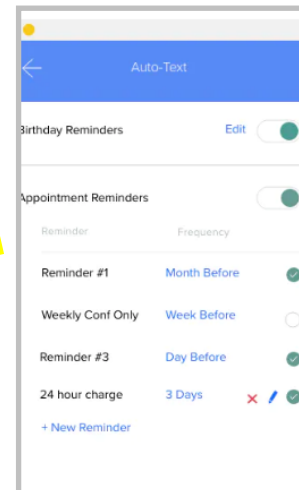 Auto-Text
Birthday Reminders Edit
Appointment Reminders
Reminder Frequency
Reminder #1 Month Before
Weekly Conf Only Week Before
Reminder #3 Day Before
24 hour charge 3 Days
+ New Reminder